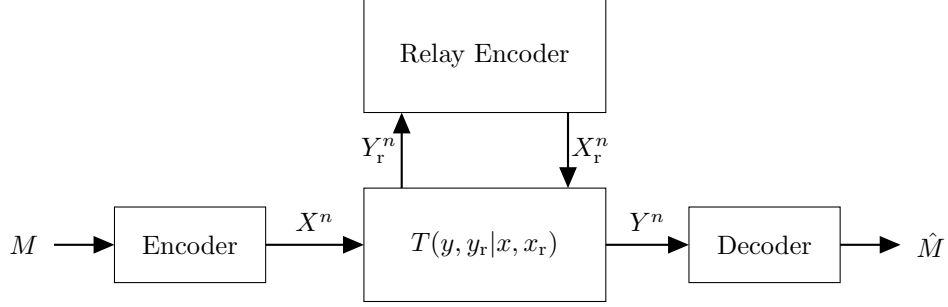 Relay Encoder
Y_r^n
X_r^n
M
Encoder
X^n
T(y, y_r|x, x_r)
Y^n
Decoder
M̂